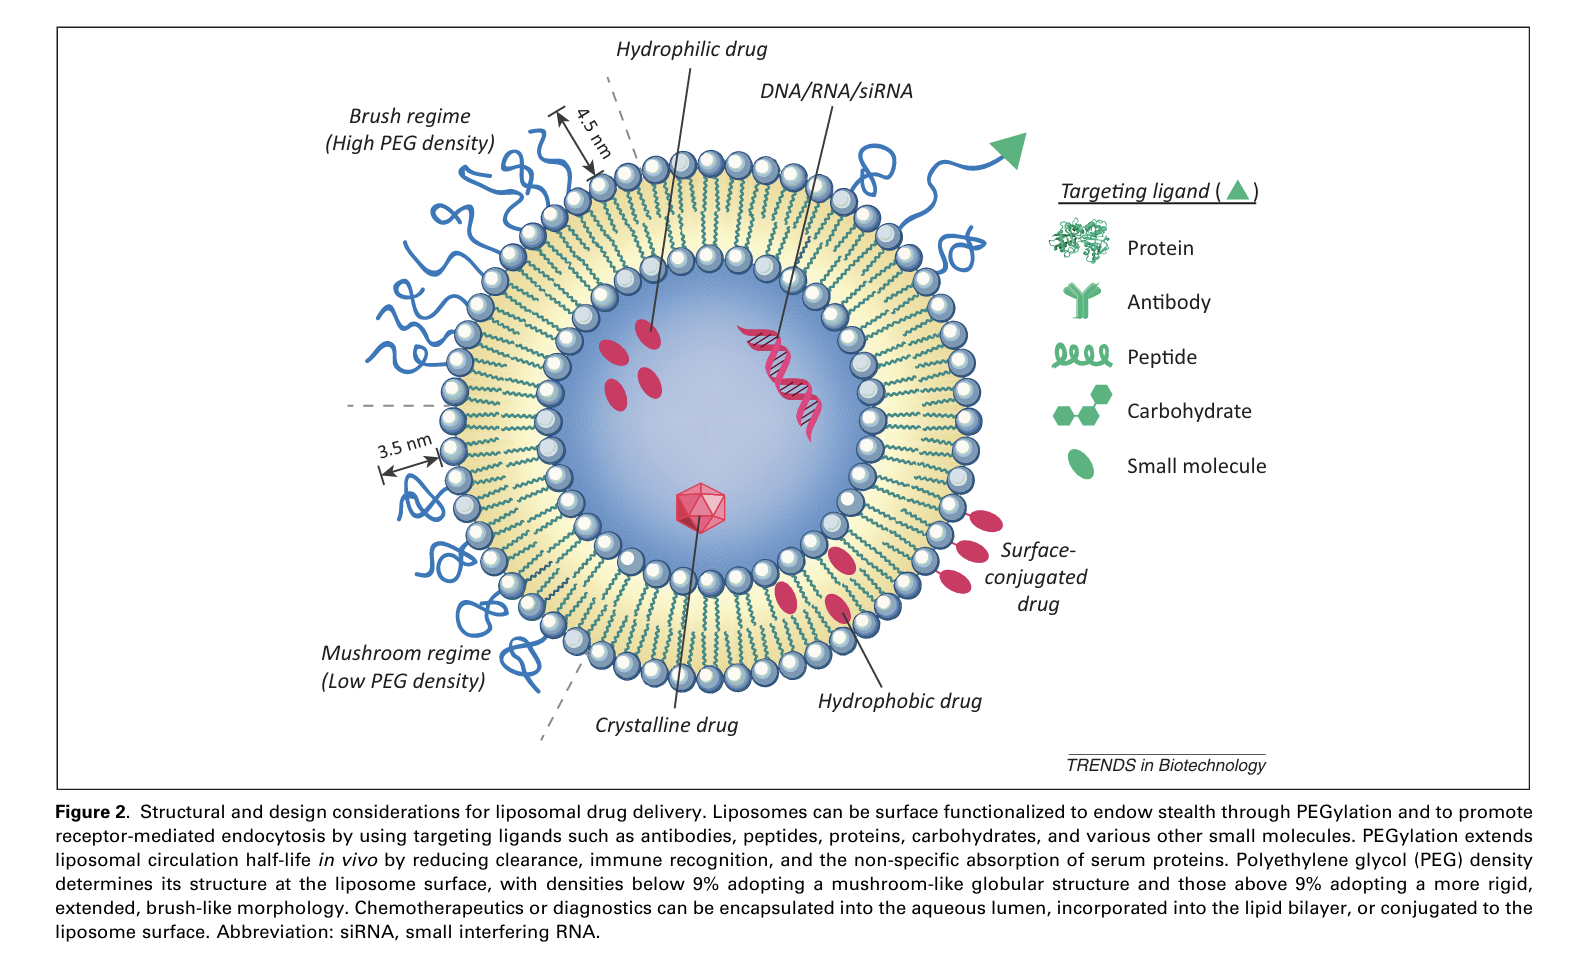 Hydrophilic drug
DNA/RNA/siRNA
Brush regime
(High PEG density)
4.5 nm
Targeting ligand ( )
Protein
Antibody
Peptide
Carbohydrate
Small molecule
3.5 nm
Surface-
conjugated
drug
Mushroom regime
(Low PEG density)
Hydrophobic drug
Crystalline drug
TRENDS in Biotechnology
Figure 2. Structural and design considerations for liposomal drug delivery. Liposomes can be surface functionalized to endow stealth through PEGylation and to promote
receptor-mediated endocytosis by using targeting ligands such as antibodies, peptides, proteins, carbohydrates, and various other small molecules. PEGylation extends
liposomal circulation half-life in vivo by reducing clearance, immune recognition, and the non-specific absorption of serum proteins. Polyethylene glycol (PEG) density
determines its structure at the liposome surface, with densities below 9% adopting a mushroom-like globular structure and those above 9% adopting a more rigid,
extended, brush-like morphology. Chemotherapeutics or diagnostics can be encapsulated into the aqueous lumen, incorporated into the lipid bilayer, or conjugated to the
liposome surface. Abbreviation: siRNA, small interfering RNA.